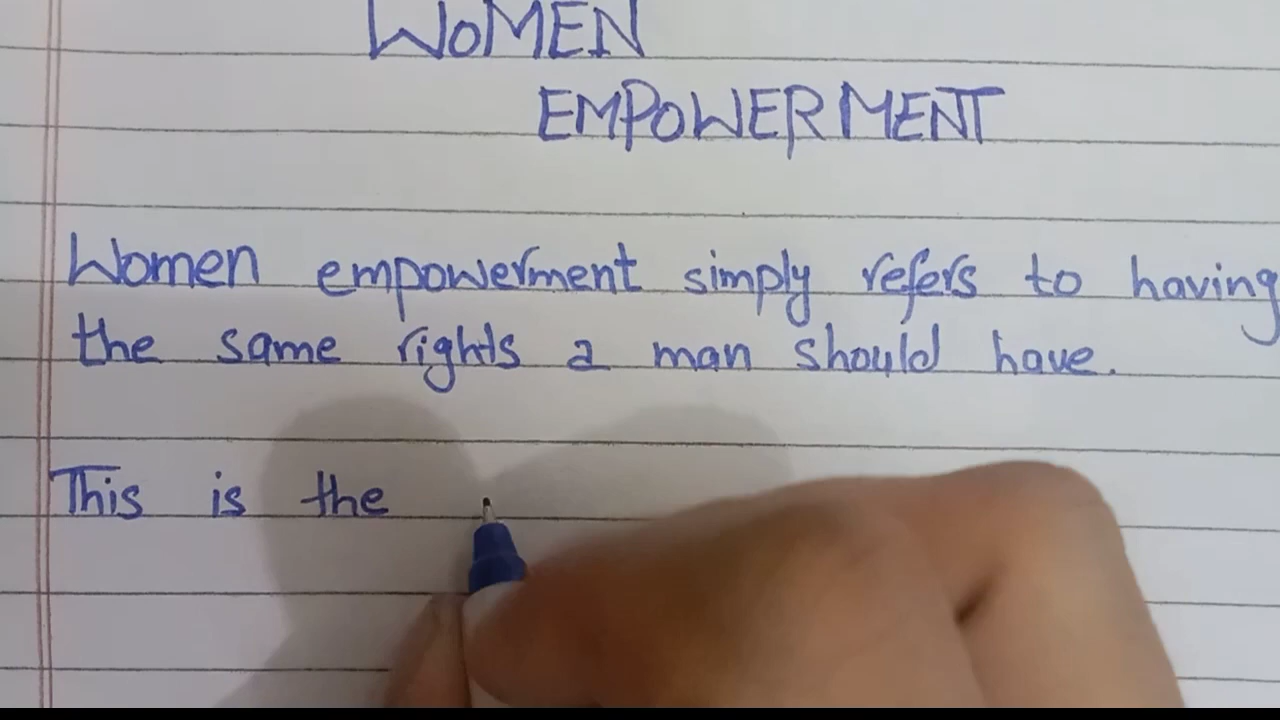 WoMEN
EMPOWERMENT
Women empowerment simply refers to having
the same rights a man should have.
This is the